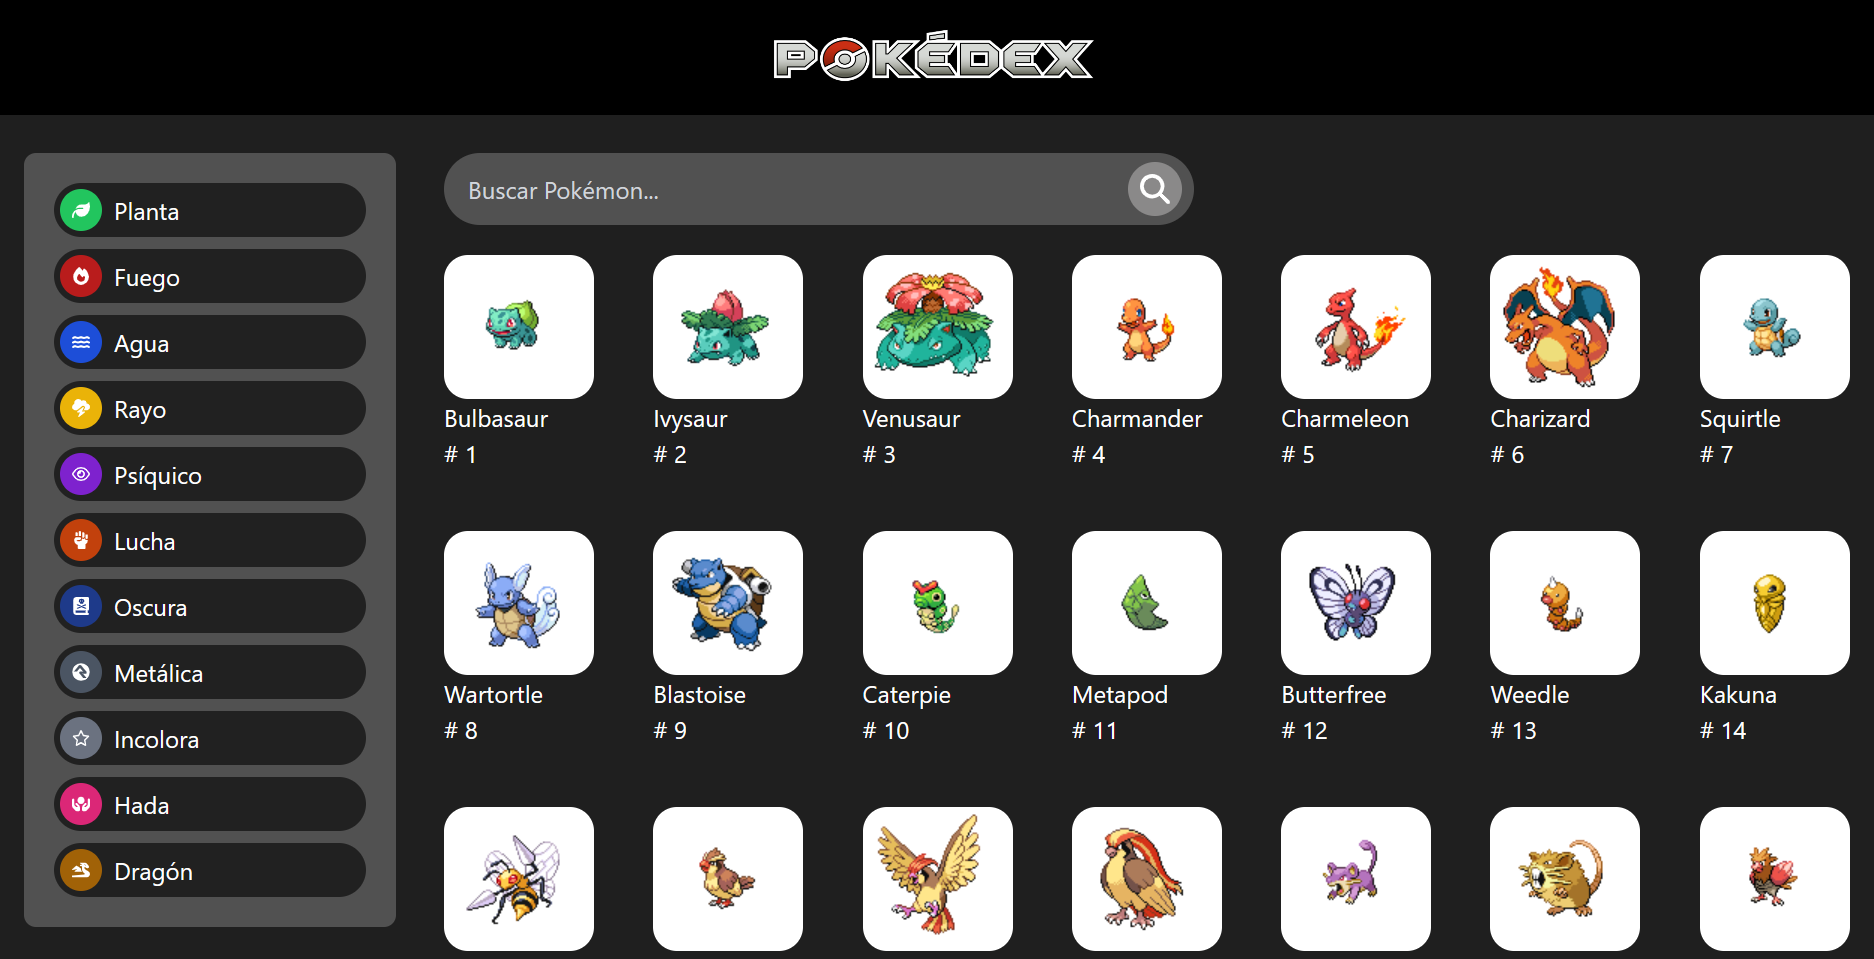 POKÉDEX
Planta
Fuego
Agua
Rayo
Psíquico
Lucha
Oscura
Metálica
Incolora
Hada
Dragón
Buscar Pokémon...
Bulbasaur
# 1
Ivysaur
# 2
Venusaur
# 3
Charmander
# 4
Charmeleon
# 5
Charizard
# 6
Squirtle
# 7
Wartortle
# 8
Blastoise
# 9
Caterpie
# 10
Metapod
# 11
Butterfree
# 12
Weedle
# 13
Kakuna
# 14